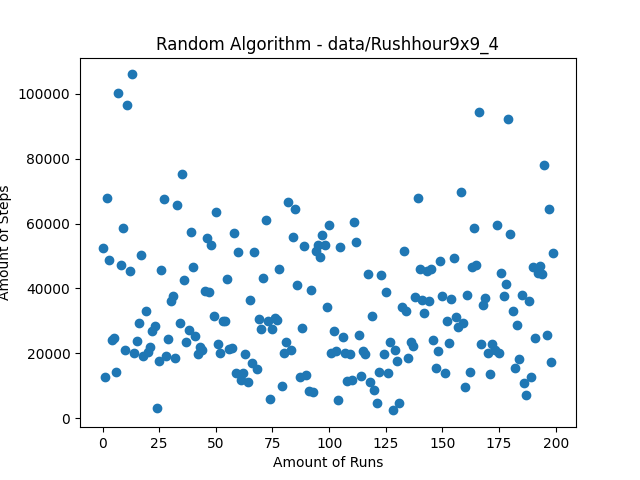 Random Algorithm - data/Rushhour9x9_4
100000
80000
60000
40000
20000
0
Amount of Steps
0 25 50 75 100 125 150 175 200
Amount of Runs